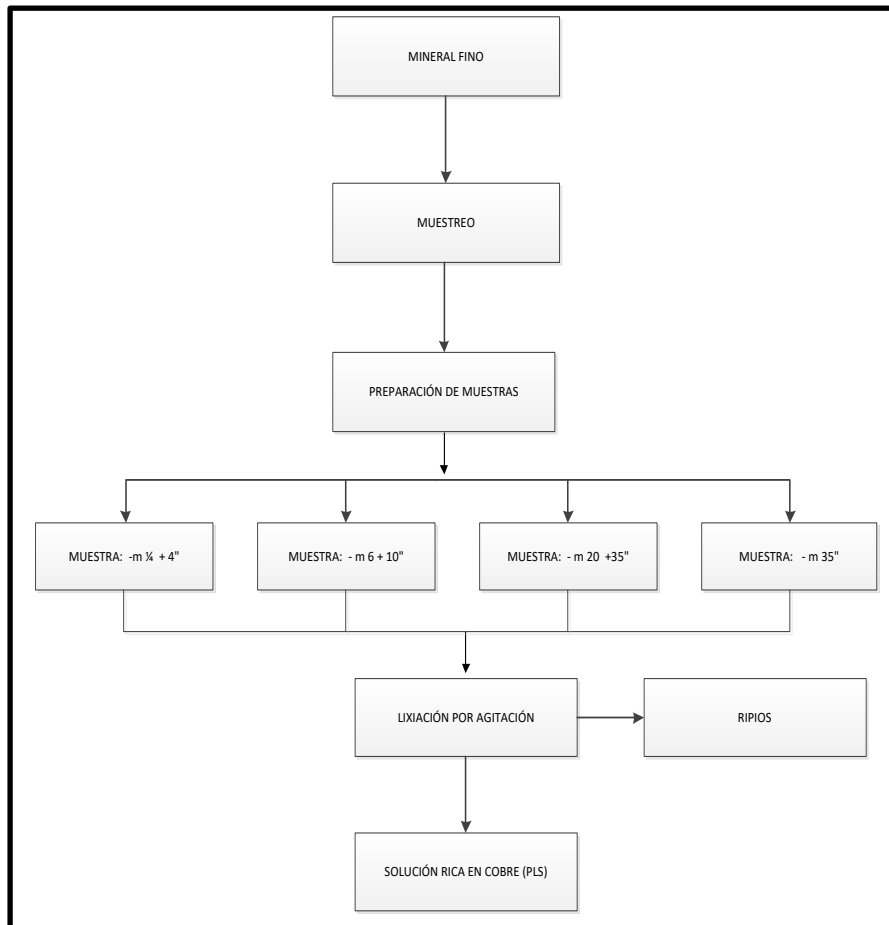 MINERAL FINO
MUESTREO
PREPARACIÓN DE MUESTRAS
MUESTRA: -m ¼ + 4"
MUESTRA: - m 6 + 10"
MUESTRA: - m 20 +35"
MUESTRA: - m 35"
LIXIACIÓN POR AGITACIÓN
RIPIOS
SOLUCIÓN RICA EN COBRE (PLS)